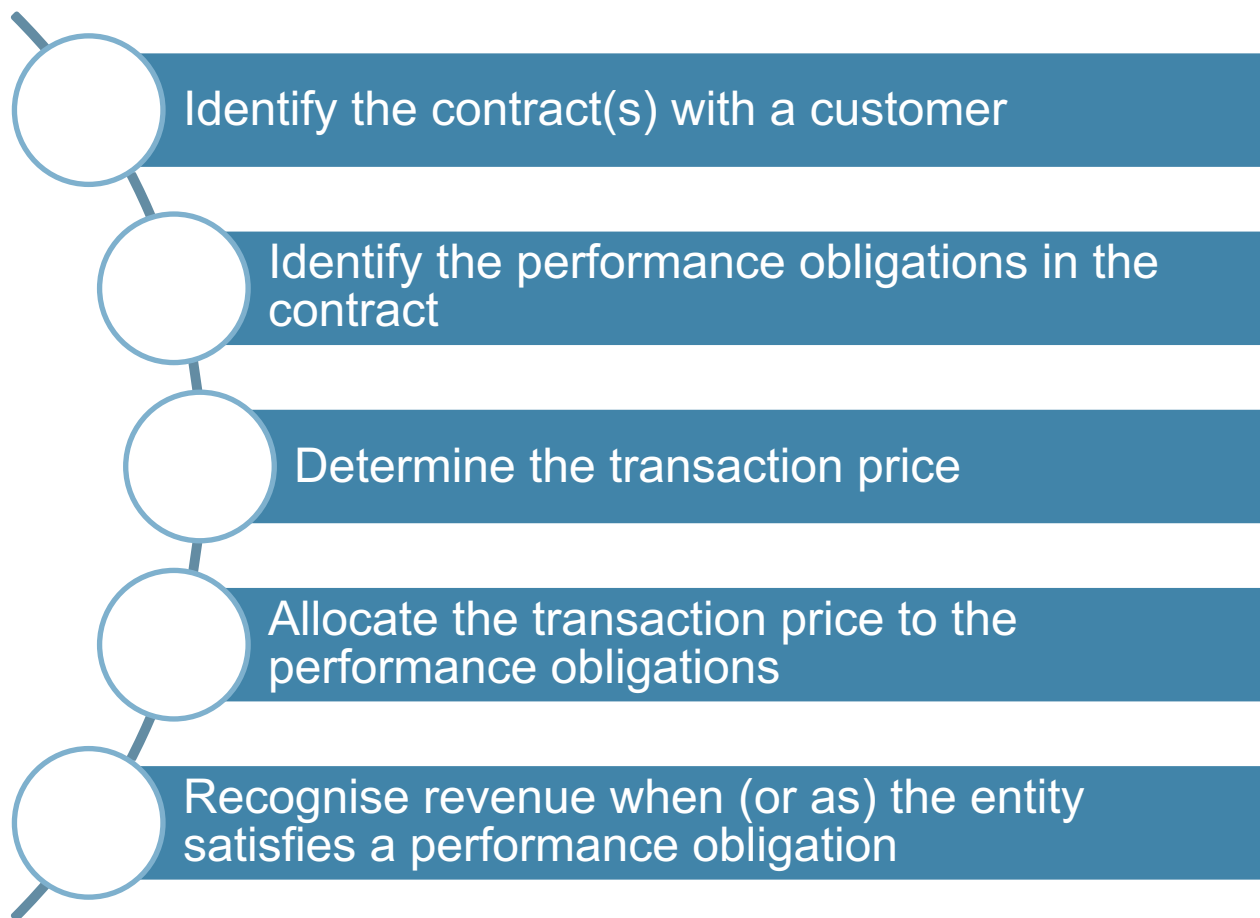 Identify the contract(s) with a customer
Identify the performance obligations in the
contract
Determine the transaction price
Allocate the transaction price to the
performance obligations
Recognise revenue when (or as) the entity
satisfies a performance obligation